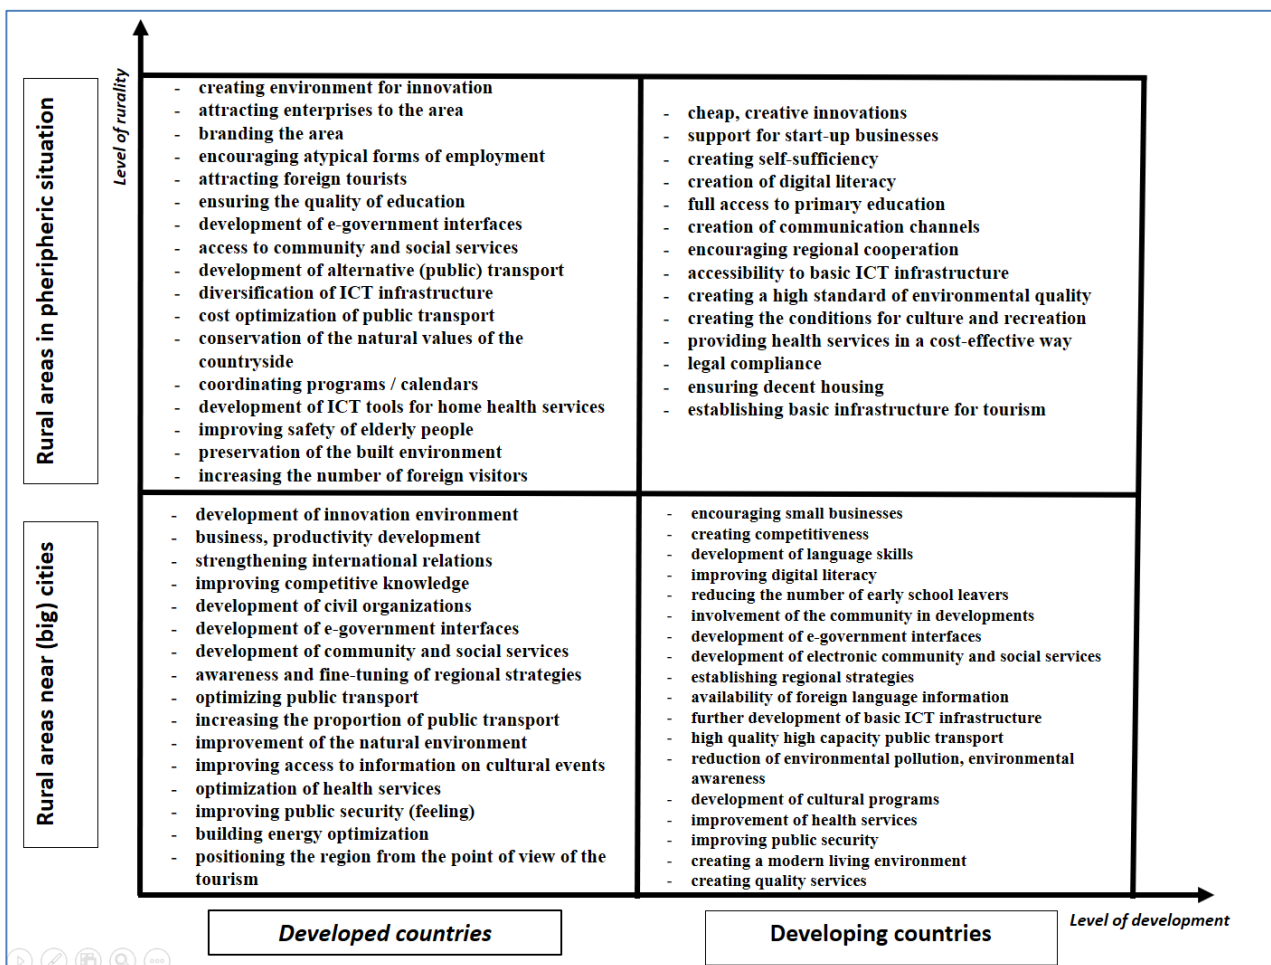 Level of rurality
Rural areas in pheripheric situation
- creating environment for innovation
- attracting enterprises to the area
- branding the area
- encouraging atypical forms of employment
- attracting foreign tourists
- ensuring the quality of education
- development of e-government interfaces
- access to community and social services
- development of alternative (public) transport
- diversification of ICT infrastructure
- cost optimization of public transport
- conservation of the natural values of the
countryside
- coordinating programs / calendars
- development of ICT tools for home health services
- improving safety of elderly people
- preservation of the built environment
- increasing the number of foreign visitors
- cheap, creative innovations
- support for start-up businesses
- creating self-sufficiency
- creation of digital literacy
- full access to primary education
- creation of communication channels
- encouraging regional cooperation
- accessibility to basic ICT infrastructure
- creating a high standard of environmental quality
- creating the conditions for culture and recreation
- providing health services in a cost-effective way
- legal compliance
- ensuring decent housing
- establishing basic infrastructure for tourism
Rural areas near (big) cities
- development of innovation environment
- business, productivity development
- strengthening international relations
- improving competitive knowledge
- development of civil organizations
- development of e-government interfaces
- development of community and social services
- awareness and fine-tuning of regional strategies
- optimizing public transport
- increasing the proportion of public transport
- improvement of the natural environment
- improving access to information on cultural events
- optimization of health services
- improving public security (feeling)
- building energy optimization
- positioning the region from the point of view of the
tourism
- encouraging small businesses
- creating competitiveness
- development of language skills
- improving digital literacy
- reducing the number of early school leavers
- involvement of the community in developments
- development of e-government interfaces
- development of electronic community and social services
- establishing regional strategies
- availability of foreign language information
- further development of basic ICT infrastructure
- high quality high capacity public transport
- reduction of environmental pollution, environmental
awareness
- development of cultural programs
- improvement of health services
- improving public security
- creating a modern living environment
- creating quality services
Developed countries
Developing countries
Level of development